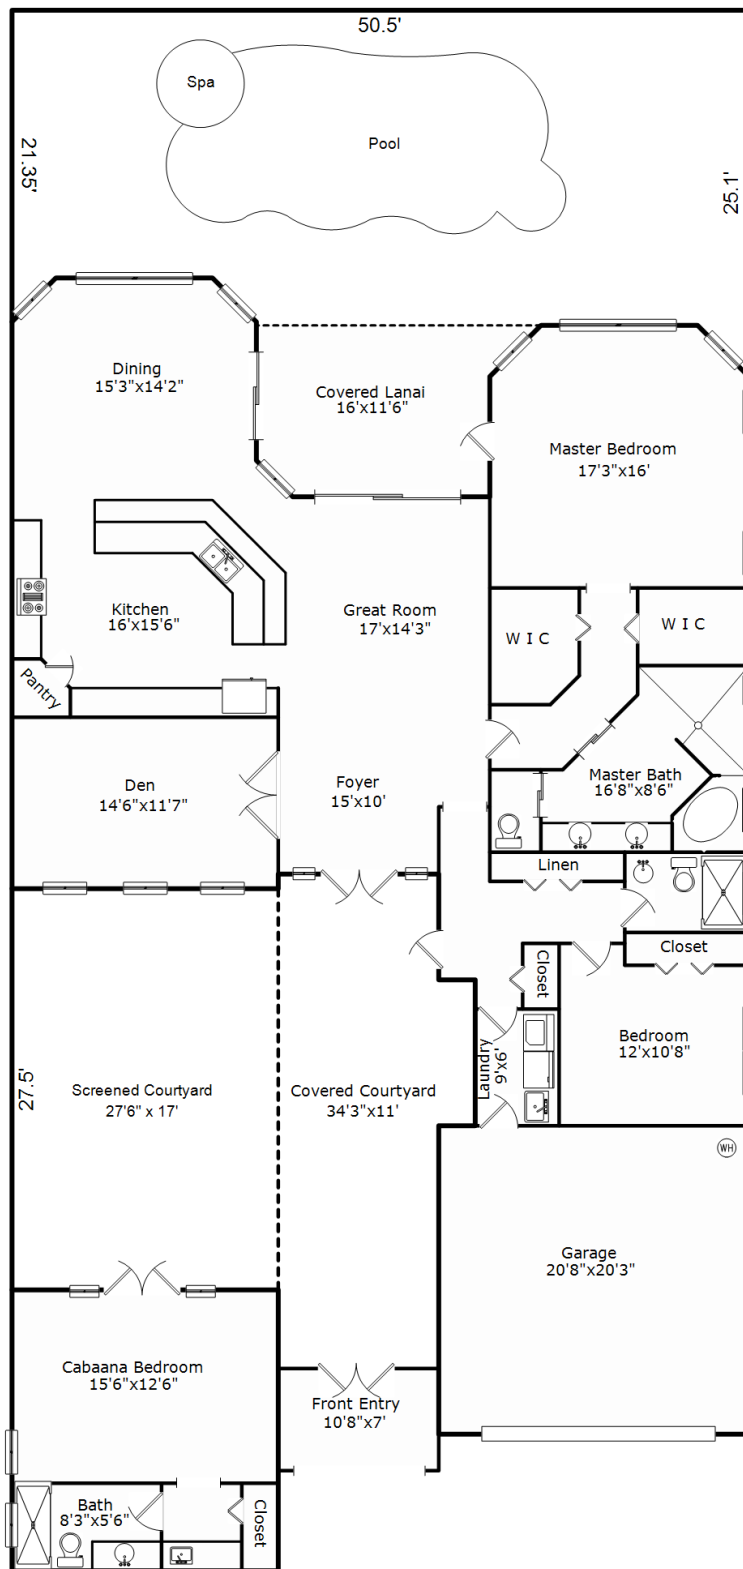 50.5'
Spa
Pool
21.35'
25.1'
Dining
15'3"x14'2"
Covered Lanai
16'x11'6"
Master Bedroom
17'3"x16'
Kitchen
16'x15'6"
Great Room
17'x14'3"
W I C
W I C
Pantry
Den
14'6"x11'7"
Foyer
15'x10'
Master Bath
16'8"x8'6"
Linen
Closet
Closet
Bedroom
12'x10'8"
Laundry
9'x6'
27.5'
Screened Courtyard
27'6" x 17'
Covered Courtyard
34'3"x11'
WH
Garage
20'8"x20'3"
Cabaana Bedroom
15'6"x12'6"
Front Entry
10'8"x7'
Bath
8'3"x5'6"
Closet